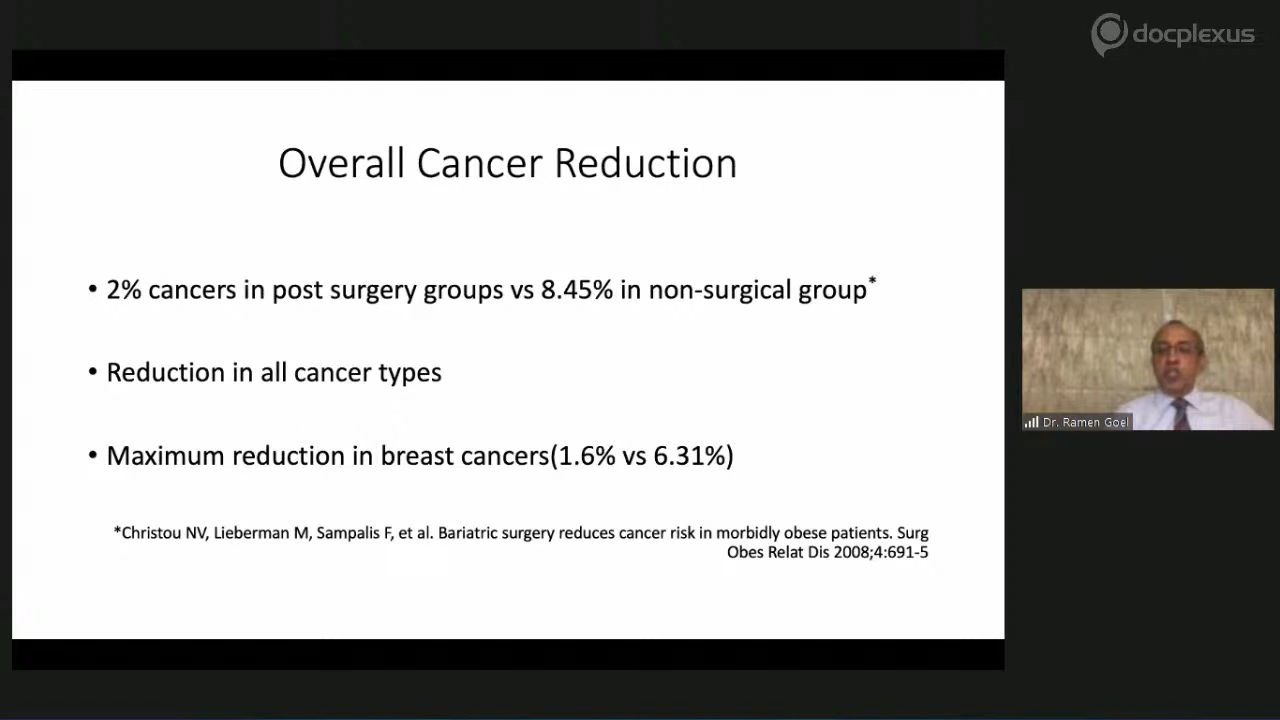 docplexus
Overall Cancer Reduction
• 2% cancers in post surgery groups vs 8.45% in non-surgical group*
• Reduction in all cancer types
• Maximum reduction in breast cancers(1.6% vs 6.31%)
*Christou NV, Lieberman M, Sampalis F, et al. Bariatric surgery reduces cancer risk in morbidly obese patients. Surg
Obes Relat Dis 2008;4:691-5
Dr. Ramen Goel